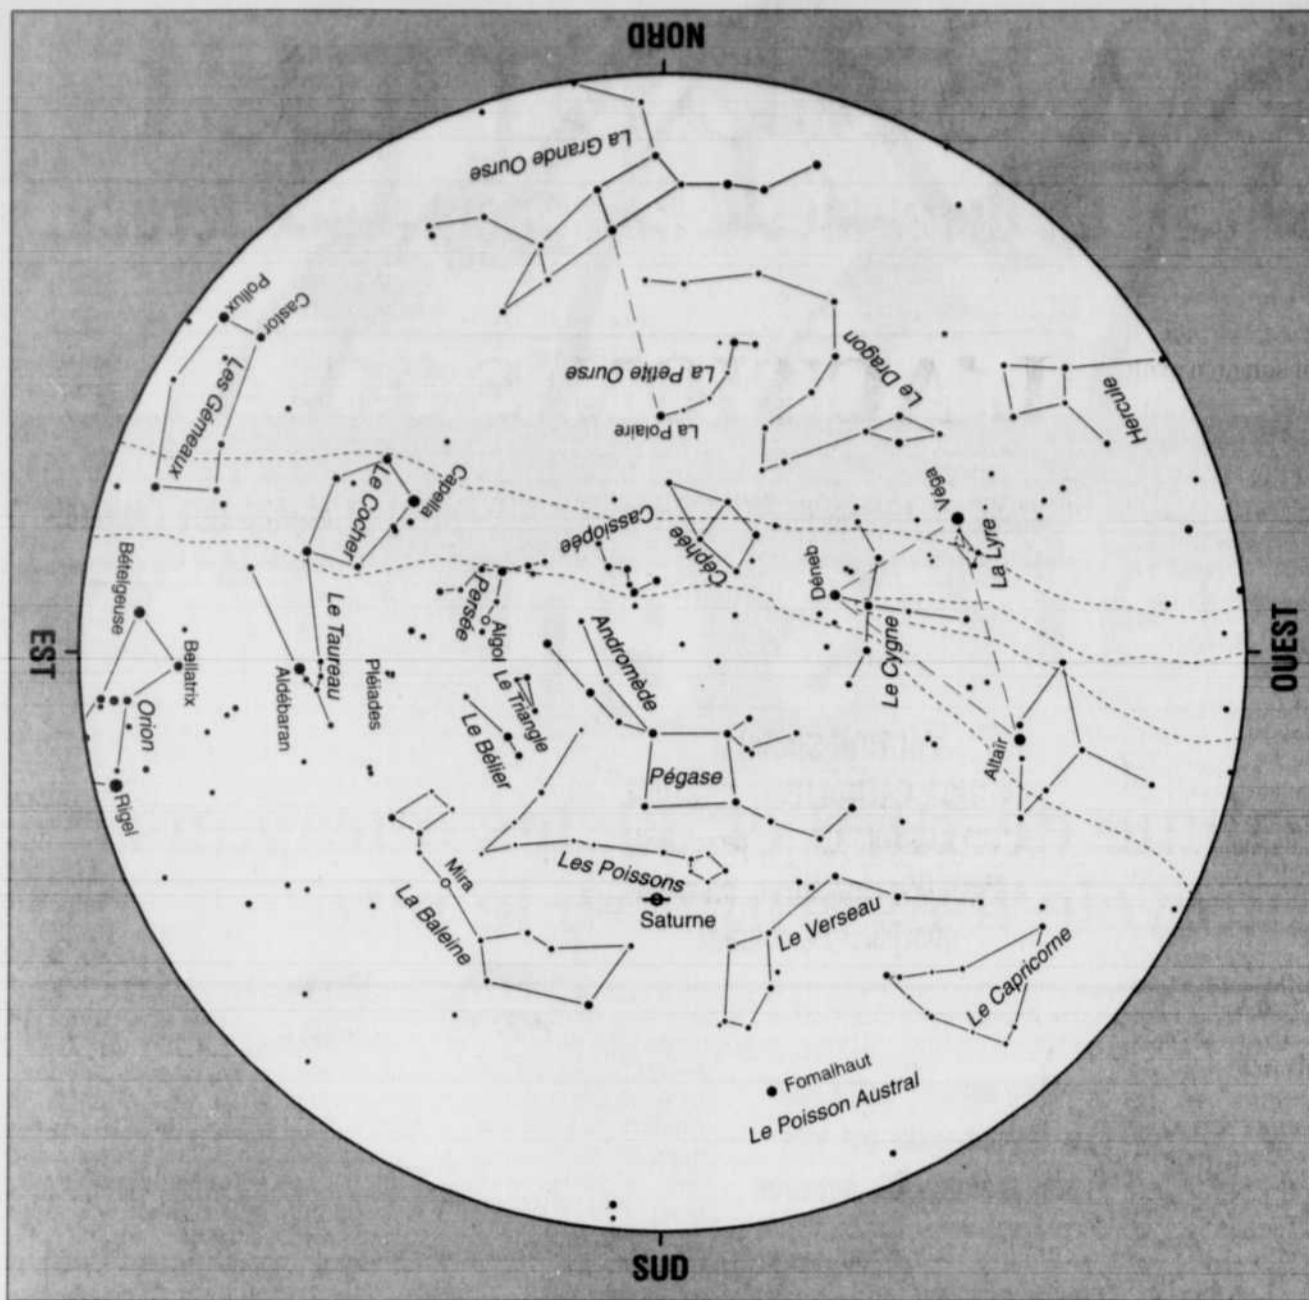 NORD
La Grande Ourse
Pollux
Castor
Les Gémeaux
La Petite Ourse
La Polaire
Le Dragon
Hercule
Capella
Le Cocher
Cassiopée
Céphée
Véga
La Lyre
Déneb
Le Cygne
Bételgeuse
Bellatrix
Orion
Rigel
EST
OUEST
Le Taureau
Aldébaran
Pléiades
Persée
Algol
Le Triangle
Andromède
Le Bélier
Pégase
Altaïr
Les Poissons
Mira
La Baleine
Saturne
Le Verseau
Le Capricorne
Fomalhaut
Le Poisson Austral
SUD